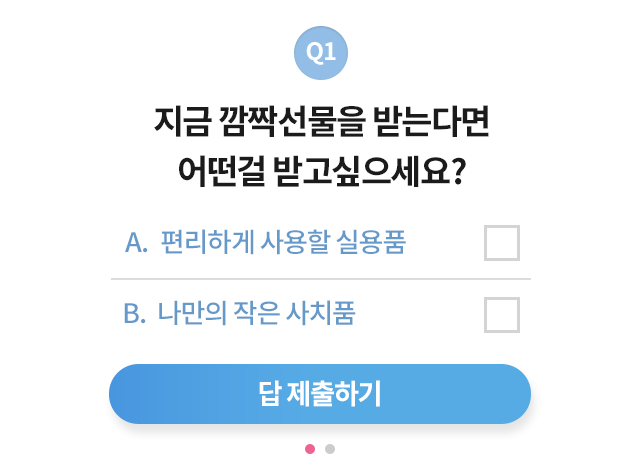 Q1
지금 깜짝선물을 받는다면
어떤걸 받고싶으세요?
A. 편리하게 사용할 실용품
B. 나만의 작은 사치품
답 제출하기